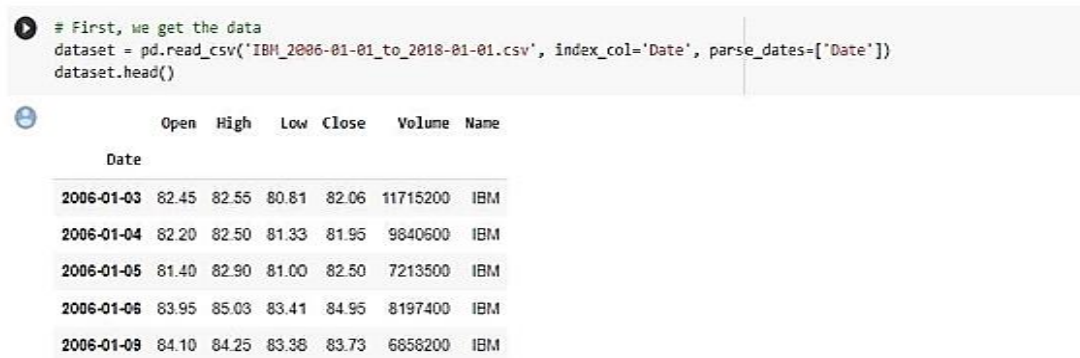 # First, we get the data
dataset = pd.read_csv('IBM_2006-01-01_to_2018-01-01.csv', index_col='Date', parse_dates=['Date'])
dataset.head()
Open High Low Close Volume Name
Date
2006-01-03 82.45 82.55 80.81 82.06 11715200 IBM
2006-01-04 82.20 82.50 81.33 81.95 9840600 IBM
2006-01-05 81.40 82.90 81.00 82.50 7213500 IBM
2006-01-06 83.95 85.03 83.41 84.95 8197400 IBM
2006-01-09 84.10 84.25 83.38 83.73 6858200 IBM